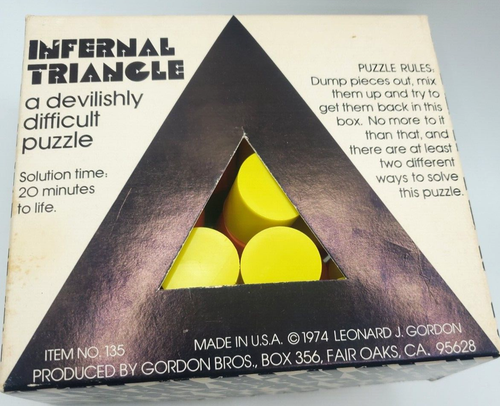 INFERNAL
TRIANGLE
a devilishly
difficult
puzzle
Solution time:
20 minutes
to life.
PUZZLE RULES:
Dump pieces out, mix
them up and try to
get them back in this
box. No more to it
than that, and
there are at least
two different
ways to solve
this puzzle.
ITEM NO. 135
MADE IN U.S.A. ©1974 LEONARD J. GORDON
PRODUCED BY GORDON BROS., BOX 356, FAIR OAKS, CA. 95628